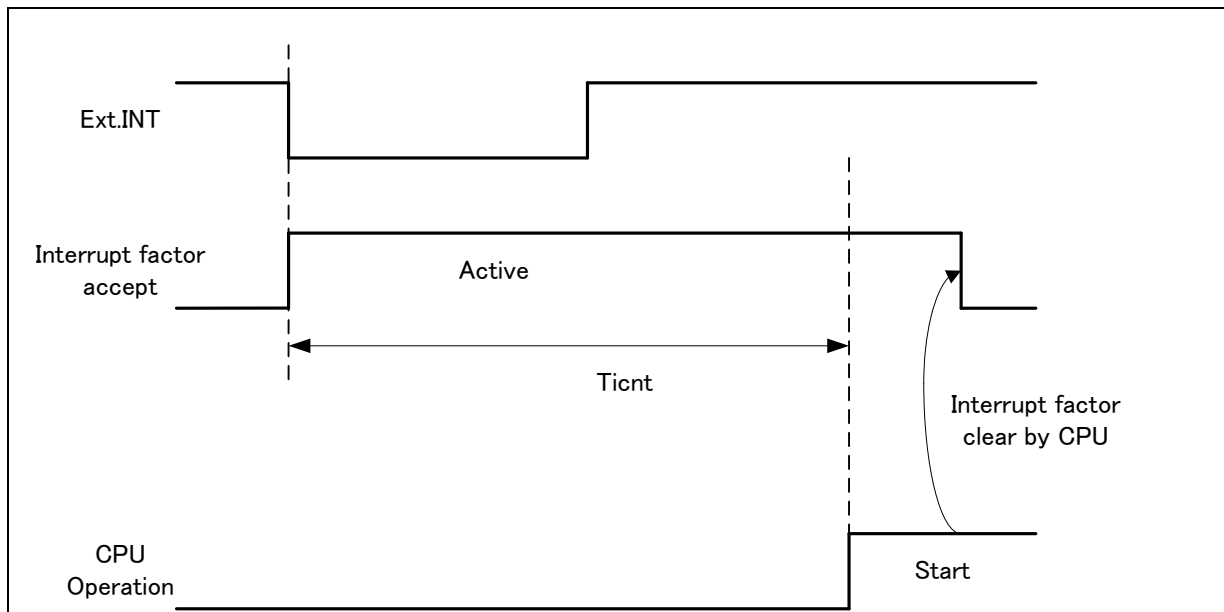 Ext.INT
Interrupt factor
accept
Active
Ticnt
Interrupt factor
clear by CPU
CPU
Operation
Start